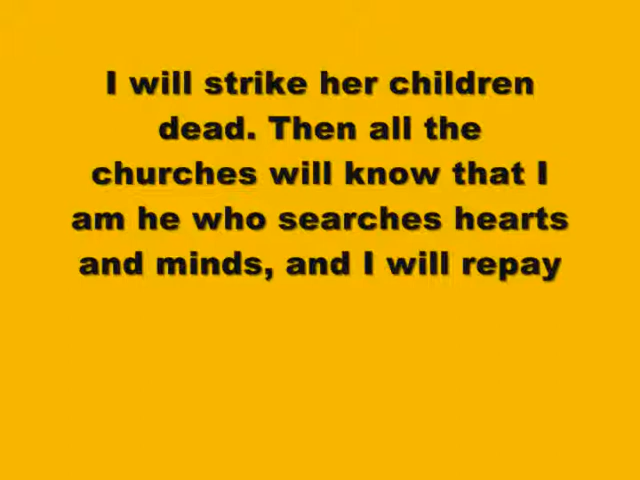 I will strike her children
dead. Then all the
churches will know that I
am he who searches hearts
and minds, and I will repay